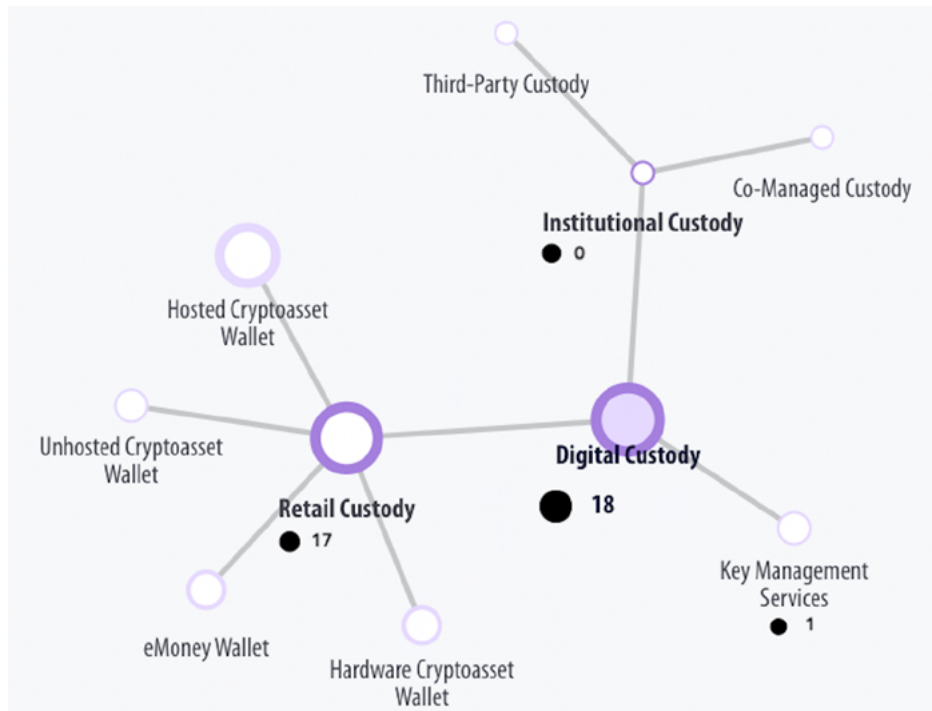 Third-Party Custody
Co-Managed Custody
Institutional Custody
0
Hosted Cryptoasset
Wallet
Unhosted Cryptoasset
Wallet
Digital Custody
18
Retail Custody
17
Key Management
Services
1
eMoney Wallet
Hardware Cryptoasset
Wallet